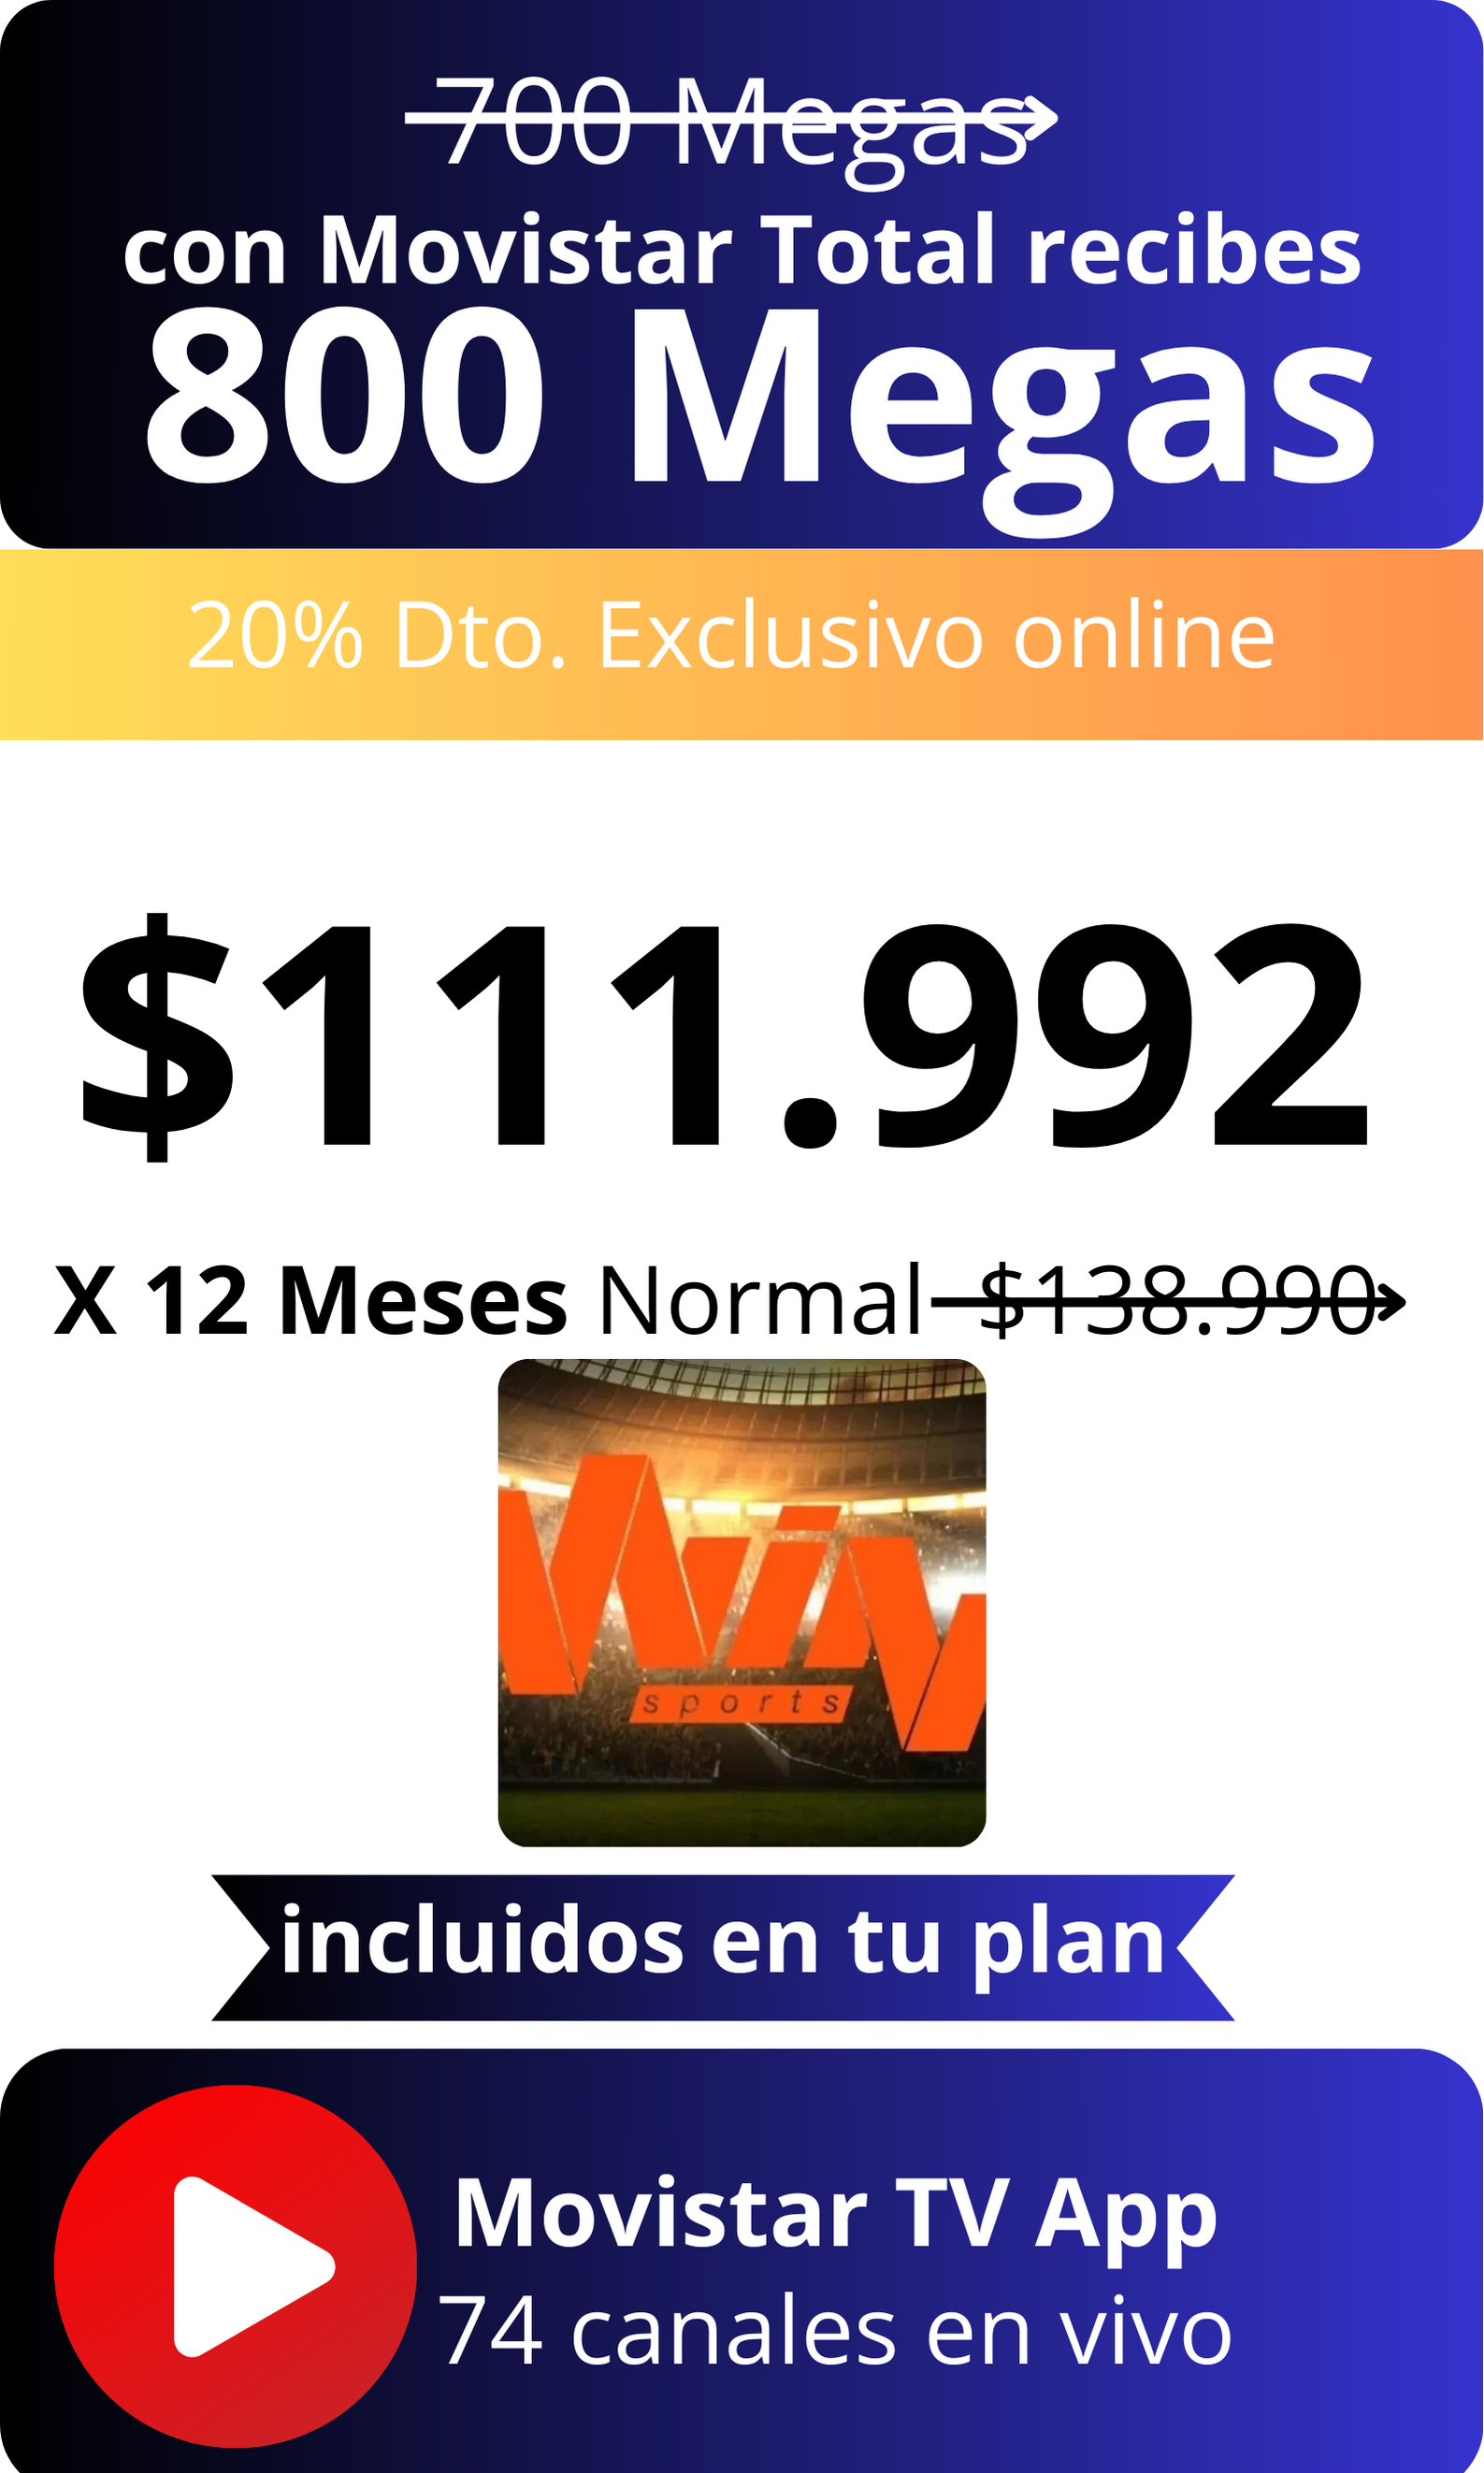 700 Megas
con Movistar Total recibes
800 Megas
20% Dto. Exclusivo online
$111.992
X 12 Meses Normal $138.990
Win
sports
incluidos en tu plan
Movistar TV App
74 canales en vivo